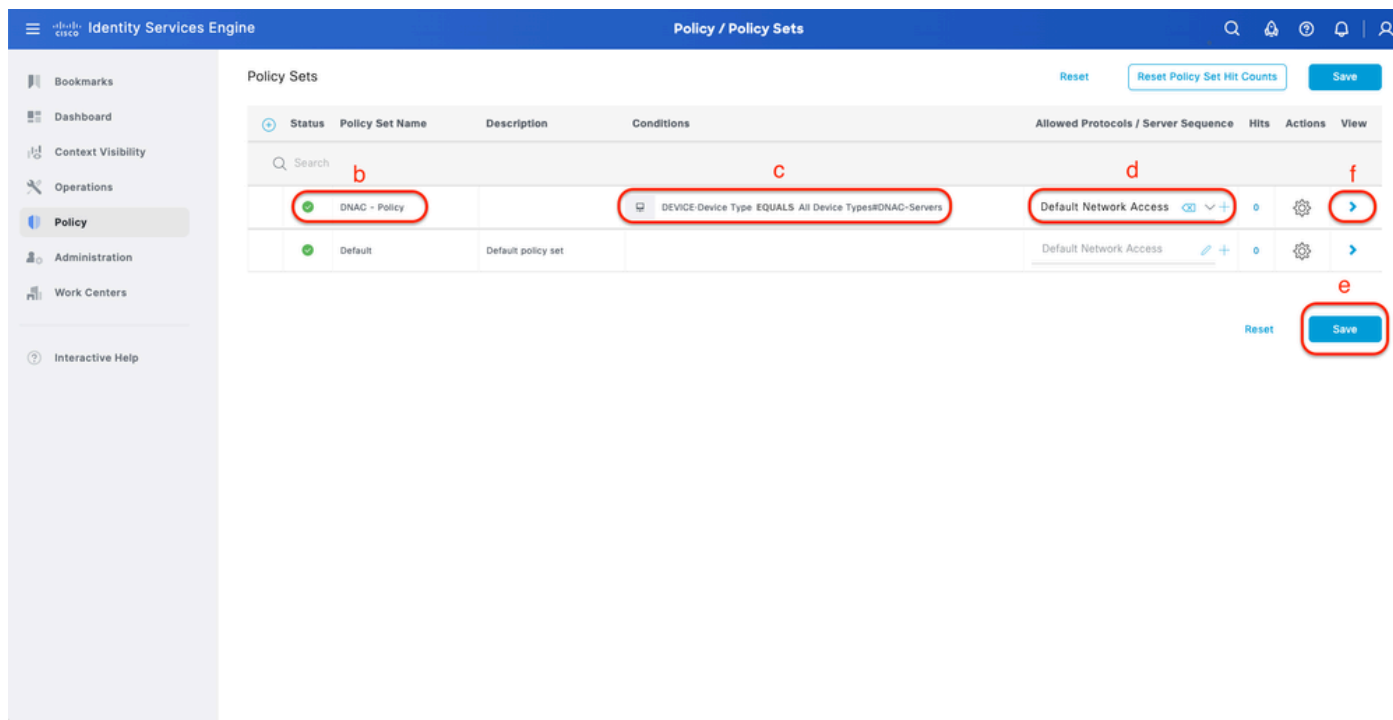 cisco Identity Services Engine
Policy / Policy Sets
Bookmarks
Dashboard
Context Visibility
Operations
Policy
Administration
Work Centers
Interactive Help
Policy Sets
Reset
Reset Policy Set Hit Counts
Save
Status Policy Set Name Description Conditions Allowed Protocols / Server Sequence Hits Actions View
Search
b c d f
DNAC - Policy DEVICE-Device Type EQUALS All Device Types#DNAC-Servers Default Network Access 0
Default Default policy set Default Network Access 0
e
Reset Save